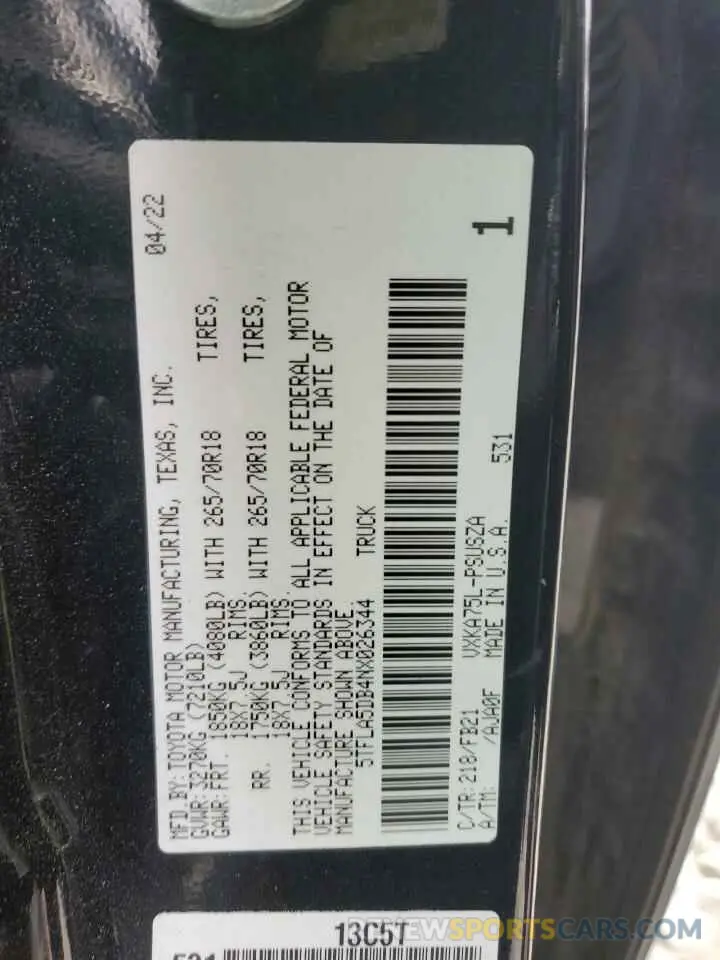 MFD BY: TOYOTA MOTOR MANUFACTURING, TEXAS, INC. 04/22
GVWR: 3270KG (7210LB)
GAWR: FRT. 1850KG (4080LB) WITH 265/70R18 TIRES,
18X7.5J RIMS.
RR. 1750KG (3860LB) WITH 265/70R18 TIRES,
18X7.5J RIMS.
THIS VEHICLE CONFORMS TO ALL APPLICABLE FEDERAL MOTOR
VEHICLE SAFETY STANDARDS IN EFFECT ON THE DATE OF
MANUFACTURE SHOWN ABOVE.
5TFLA5DB4NX026344 TRUCK
C/TR: 218/FB21 VXKA75L-PSUSZA
A/TM: /AJA0F MADE IN U.S.A. 531
1
531
13C5T
REVIEWSPORTSCARS.COM